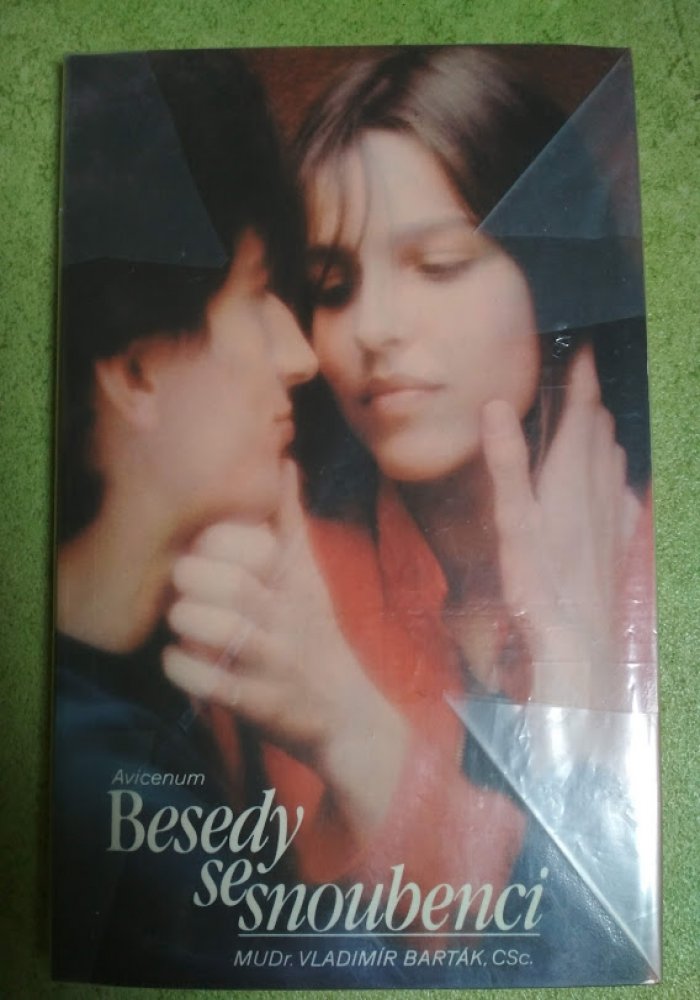 Avicenum
Besedy
se
snoubenci
MUDr. VLADIMÍR BARTÁK, CSc.